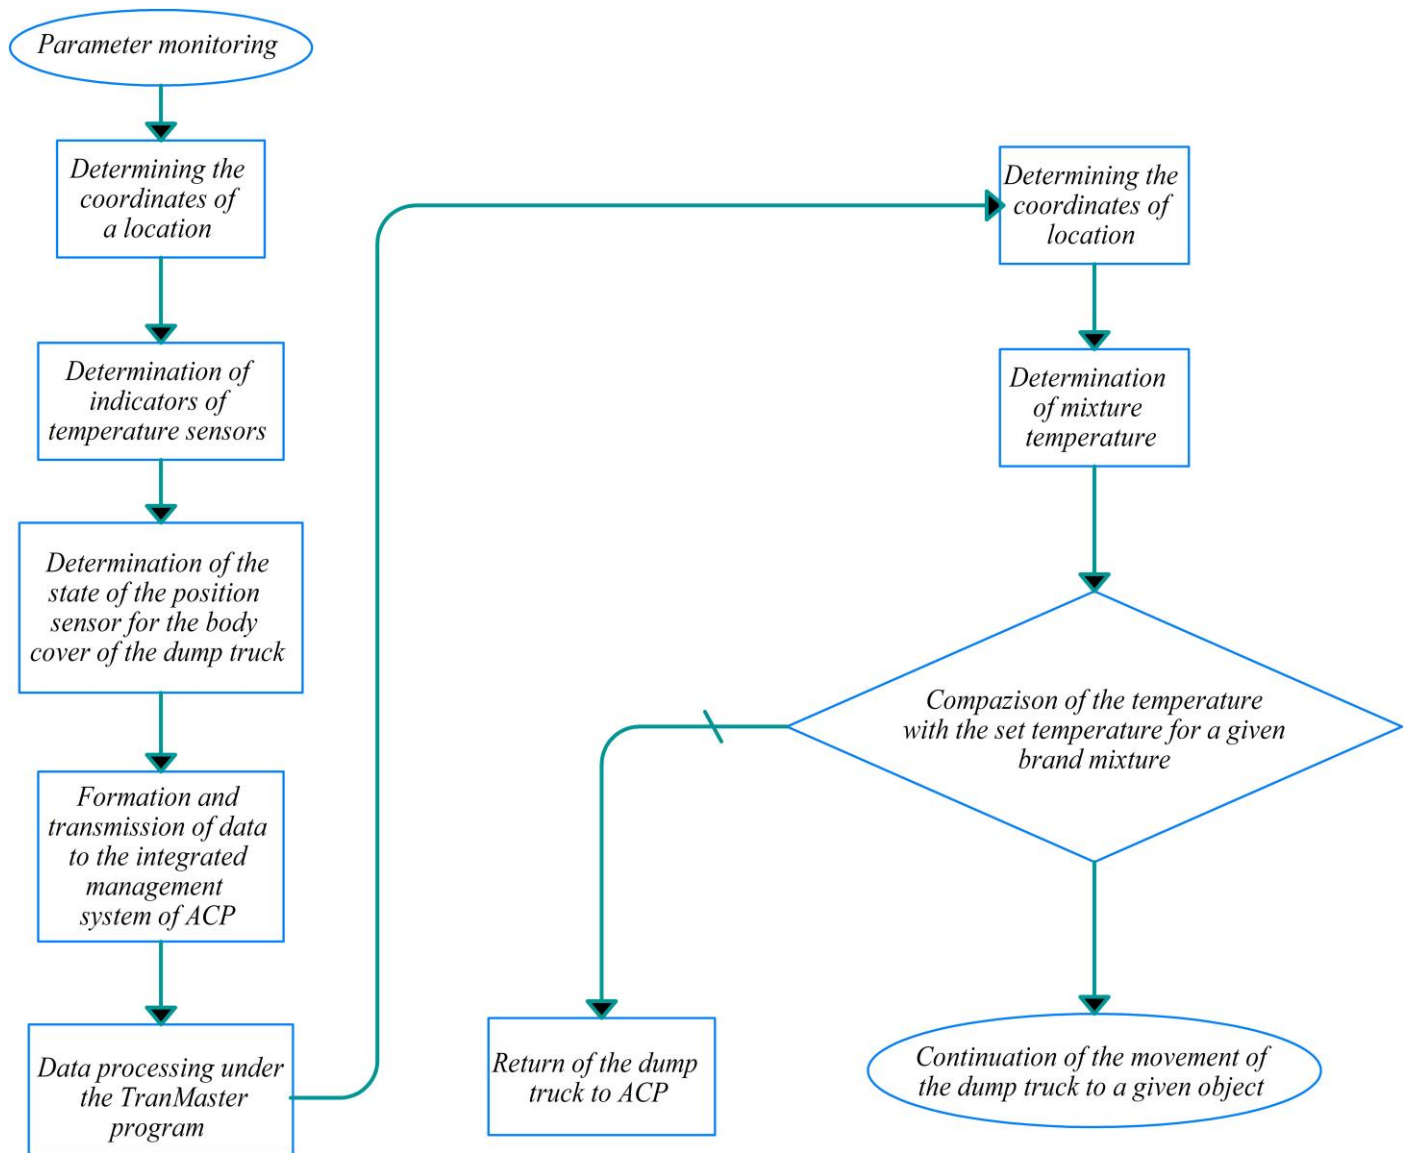 Parameter monitoring
Determining the
coordinates of
a location
Determination of
indicators of
temperature sensors
Determination of the
state of the position
sensor for the body
cover of the dump truck
Formation and
transmission of data
to the integrated
management
system of ACP
Data processing under
the TranMaster
program
Determining the
coordinates of
location
Determination
of mixture
temperature
Compazison of the temperature
with the set temperature for a given
brand mixture
Return of the dump
truck to ACP
Continuation of the movement of
the dump truck to a given object